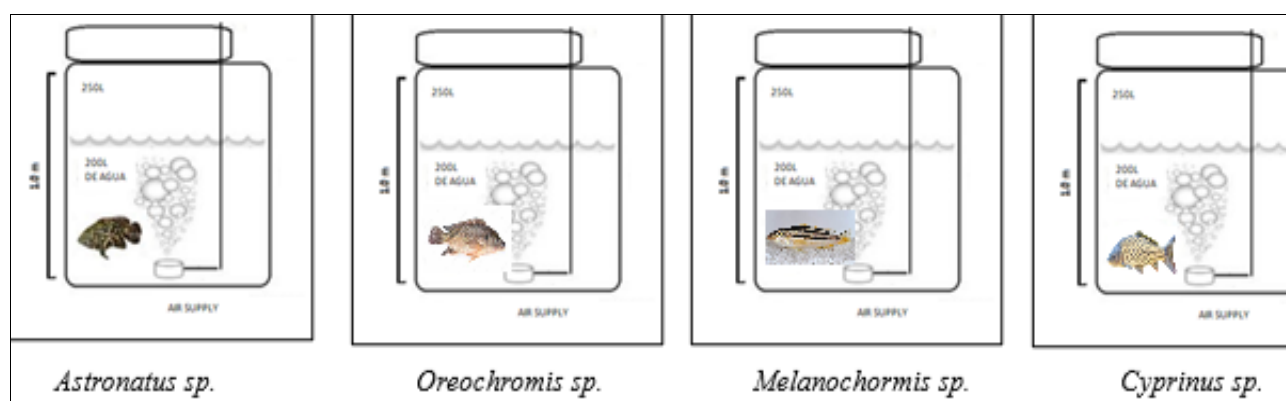 250L
200L
DE AGUA
1.0 m
AIR SUPPLY
Astronatus sp.
250L
200L
DE AGUA
1.0 m
AIR SUPPLY
Oreochromis sp.
250L
200L
DE AGUA
1.0 m
AIR SUPPLY
Melanochormis sp.
250L
200L
DE AGUA
1.0 m
AIR SUPPLY
Cyprinus sp.